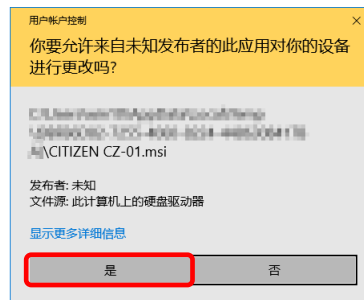 用户帐户控制
你要允许来自未知发布者的此应用对你的设备
进行更改吗?
\CITIZEN CZ-01.msi
发布者: 未知
文件源: 此计算机上的硬盘驱动器
显示更多详细信息
是
否